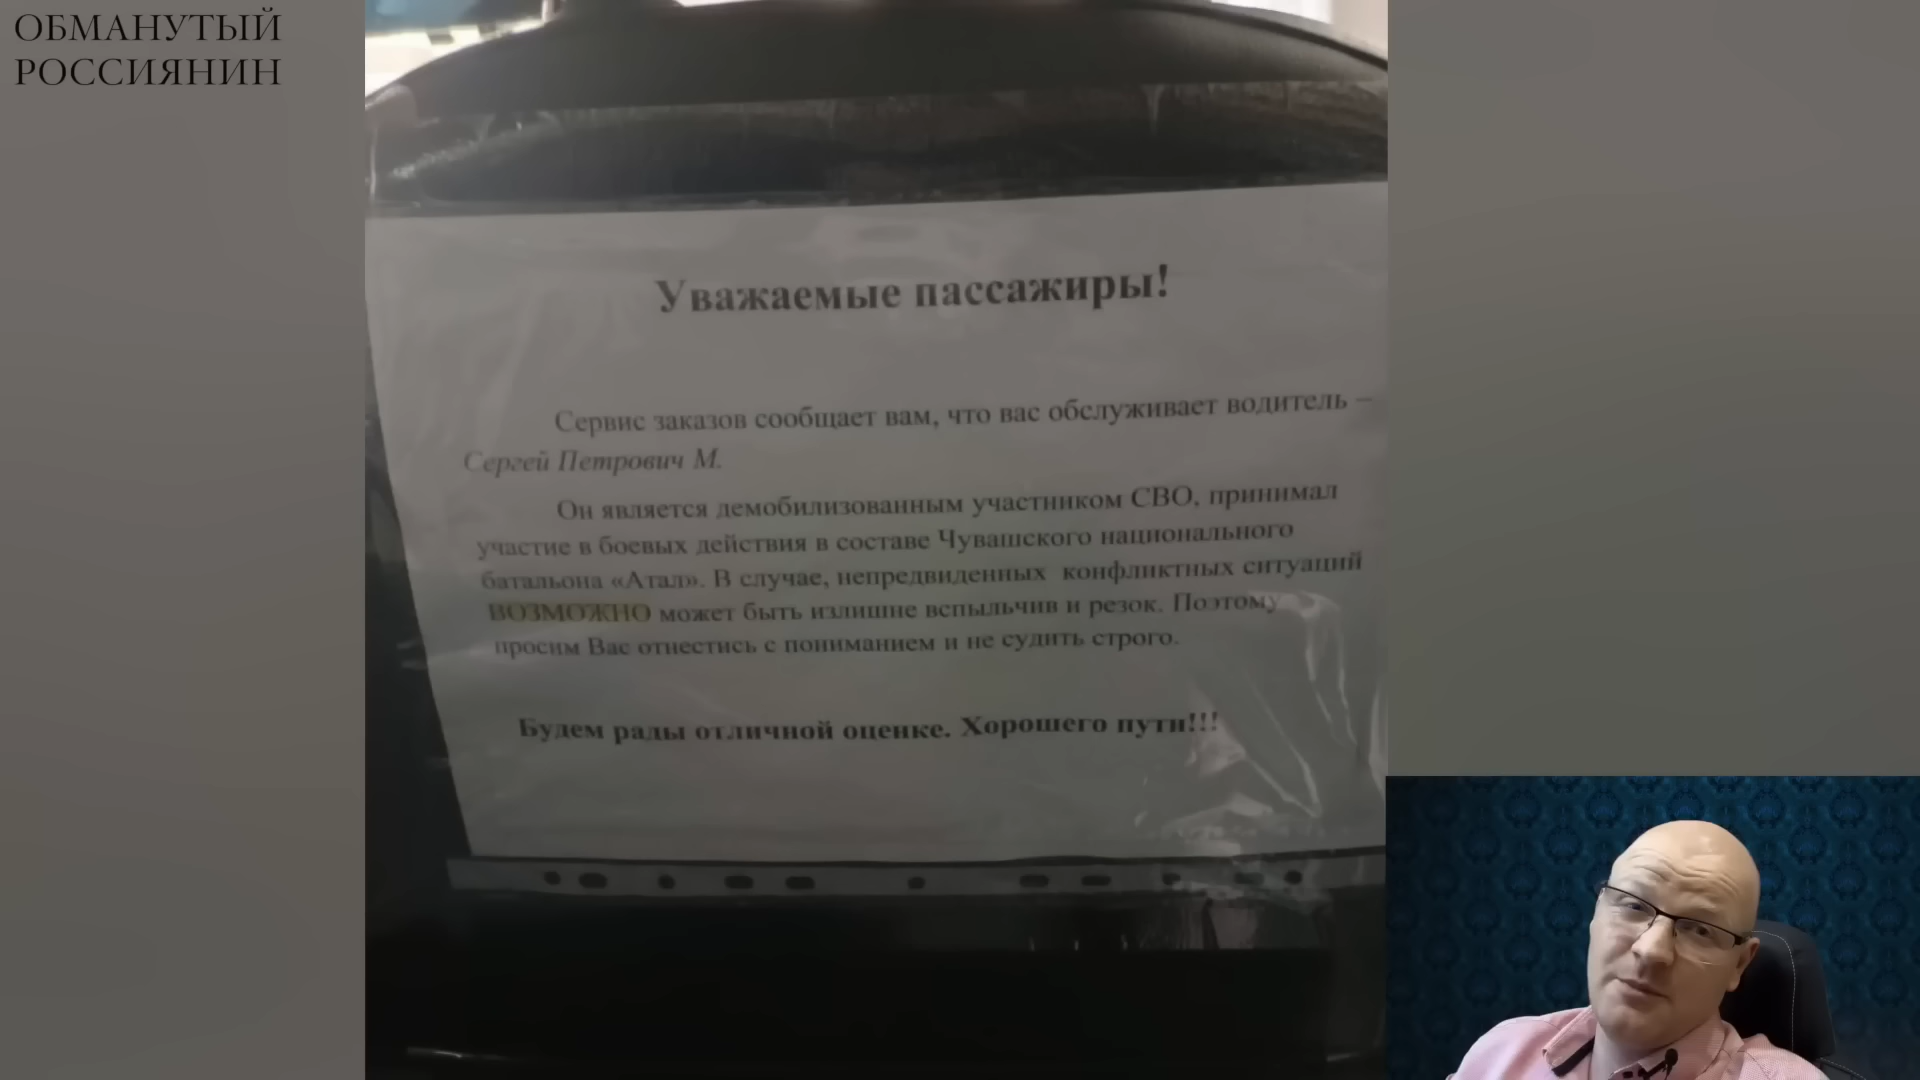 ОБМАНУТЫЙ
РОССИЯНИН
Уважаемые пассажиры!
Сервис заказов сообщает вам, что вас обслуживает водитель –
Сергей Петрович М.
Он является демобилизованным участником СВО, принимал
участие в боевых действия в составе Чувашского национального
батальона «Атал». В случае, непредвиденных конфликтных ситуаций
ВОЗМОЖНО может быть излишне вспыльчив и резок. Поэтому
просим Вас отнестись с пониманием и не судить строго.
Будем рады отличной оценке. Хорошего пути!!!